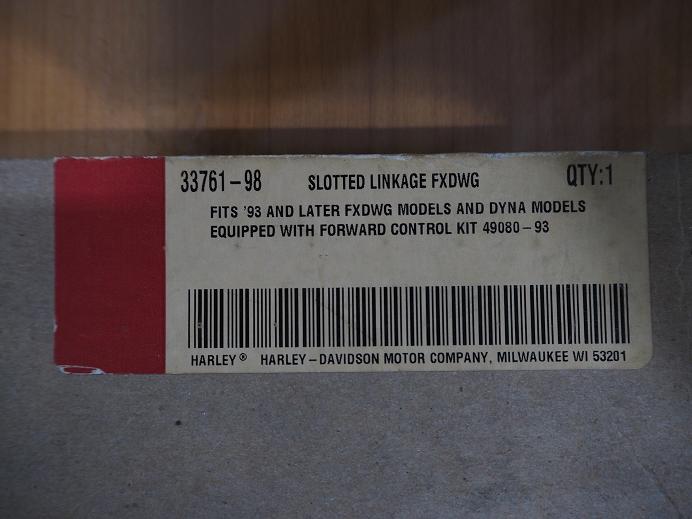 33761-98 SLOTTED LINKAGE FXDWG QTY:1
FITS '93 AND LATER FXDWG MODELS AND DYNA MODELS
EQUIPPED WITH FORWARD CONTROL KIT 49080-93
HARLEY® HARLEY-DAVIDSON MOTOR COMPANY, MILWAUKEE WI 53201